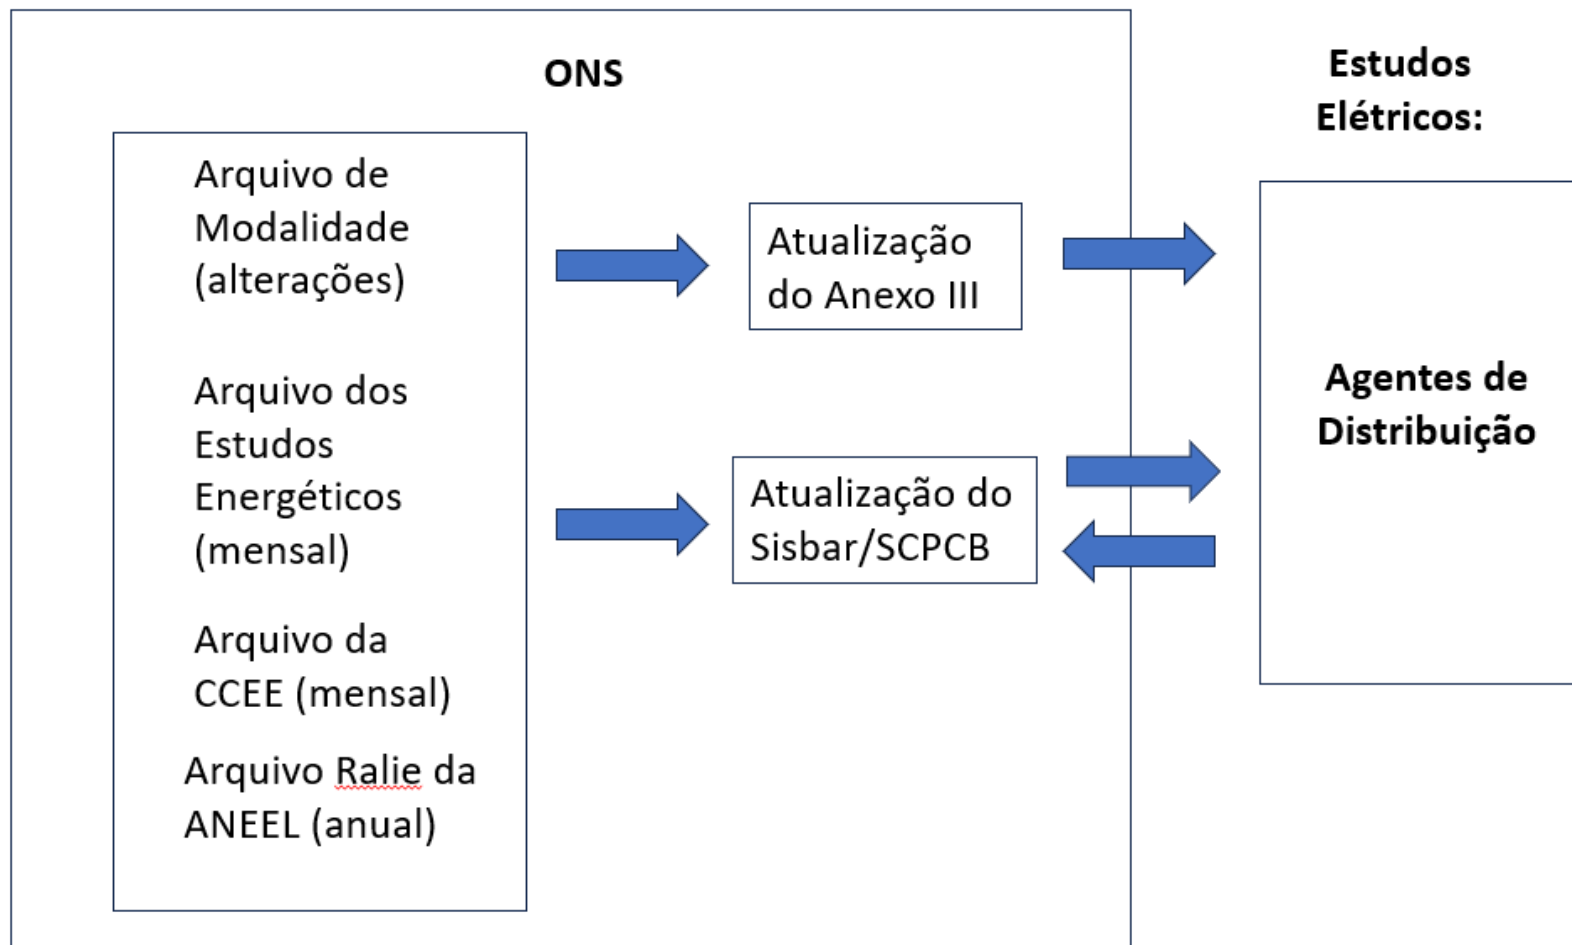 ONS
Arquivo de
Modalidade
(alterações)
Arquivo dos
Estudos
Energéticos
(mensal)
Arquivo da
CCEE (mensal)
Arquivo Ralie da
ANEEL (anual)
Atualização
do Anexo III
Atualização do
Sisbar/SCPCB
Estudos
Elétricos:
Agentes de
Distribuição